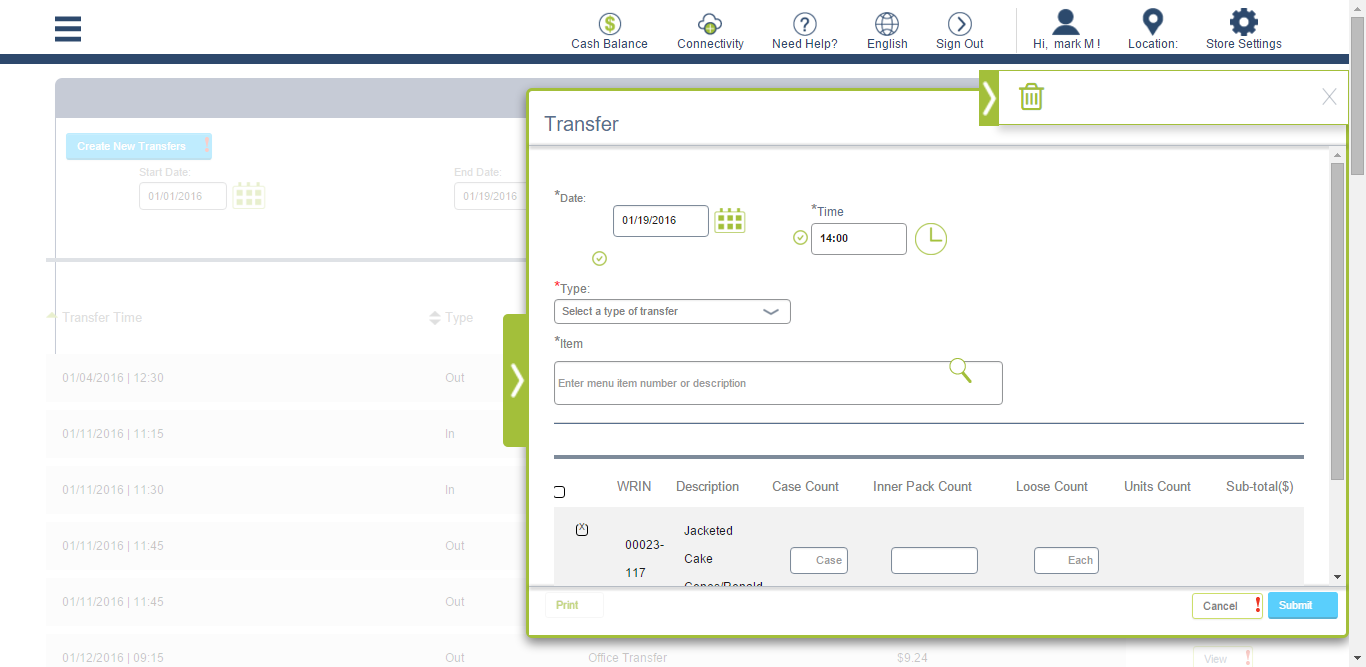 Cash Balance
Connectivity
Need Help?
English
Sign Out
Hi, mark M !
Location:
Store Settings
Create New Transfers
Start Date:
End Date:
01/01/2016
01/19/2016
Transfer Time
Type
01/04/2016 | 12:30 Out
01/11/2016 | 11:15 In
01/11/2016 | 11:30 In
01/11/2016 | 11:45 Out
01/11/2016 | 11:45 Out
01/12/2016 | 09:15 Out Office Transfer $9.24 View
Transfer
*Date:
01/19/2016
*Time
14:00
*Type:
Select a type of transfer
*Item
Enter menu item number or description
WRIN Description Case Count Inner Pack Count Loose Count Units Count Sub-total($)
Jacketed
00023-
Cake
Case
Each
117
Print
Cancel
Submit